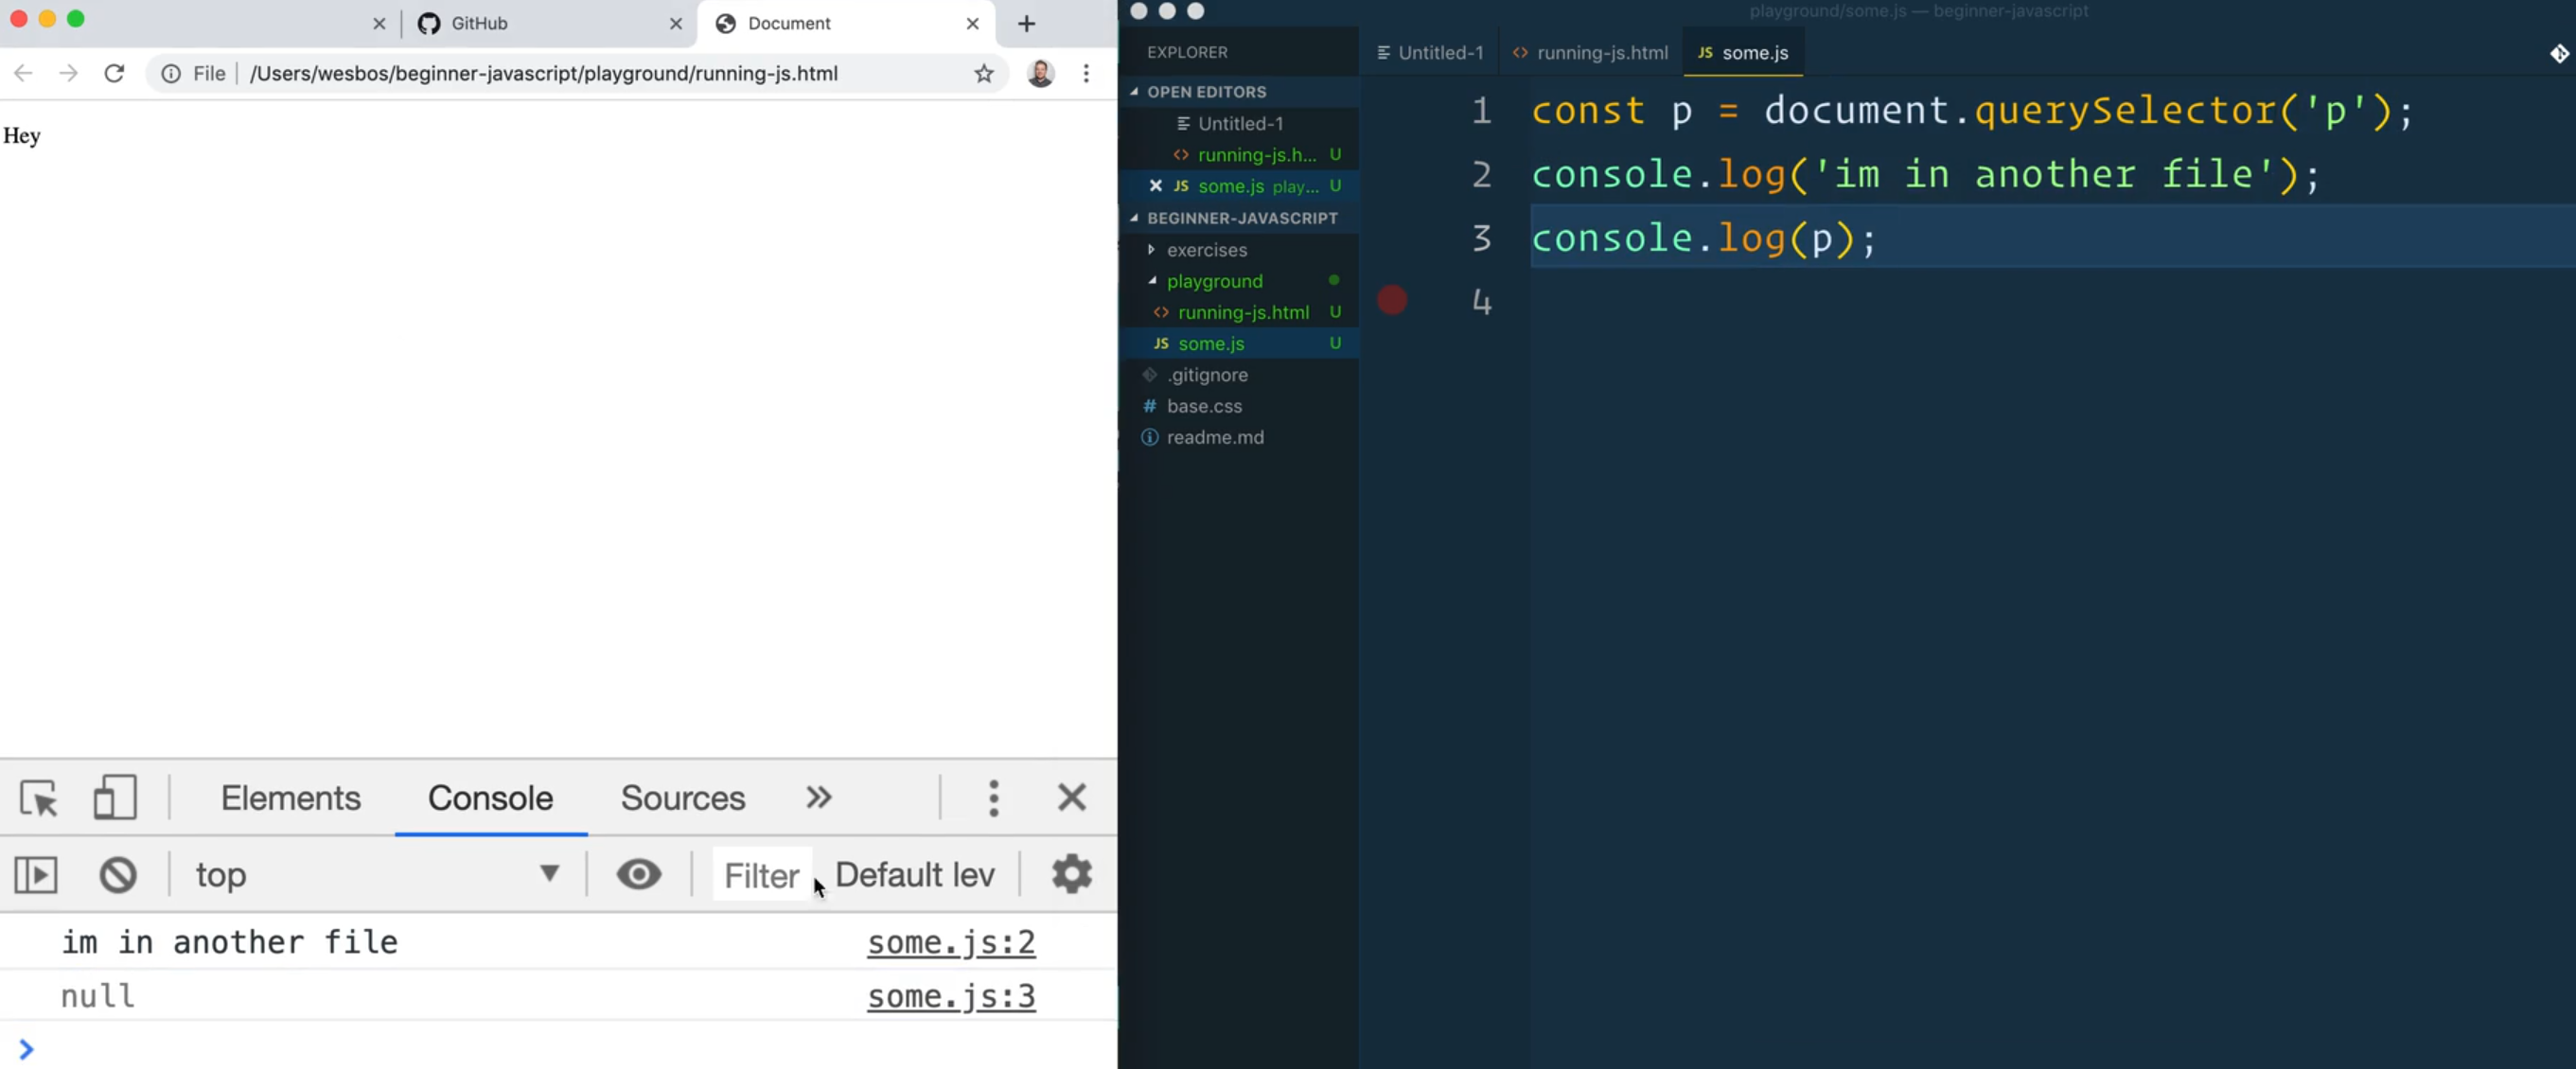 GitHub
Document
File
/Users/wesbos/beginner-javascript/playground/running-js.html
Hey
Elements
Console
Sources
top
Filter
Default lev
im in another file
some.js:2
null
some.js:3
playground/some.js — beginner-javascript
EXPLORER
Untitled-1
running-js.html
JS some.js
OPEN EDITORS
Untitled-1
running-js.h... U
JS some.js play... U
BEGINNER-JAVASCRIPT
exercises
playground
running-js.html U
JS some.js U
.gitignore
# base.css
readme.md
1 const p = document.querySelector('p');
2 console.log('im in another file');
3 console.log(p);
4